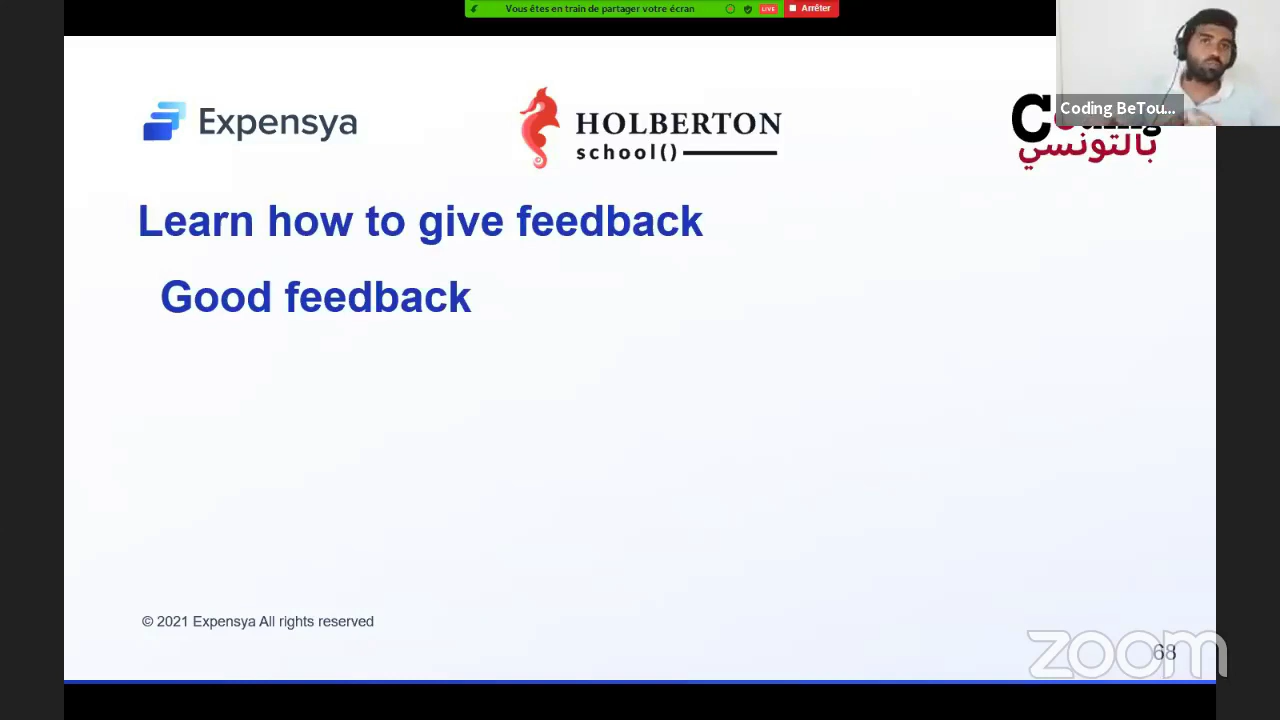 Vous êtes en train de partager votre écran
LIVE
Arrêter
Expensya
HOLBERTON
school()
Coding BeTou...
بالتونسي
Learn how to give feedback
Good feedback
© 2021 Expensya All rights reserved
zoom
68